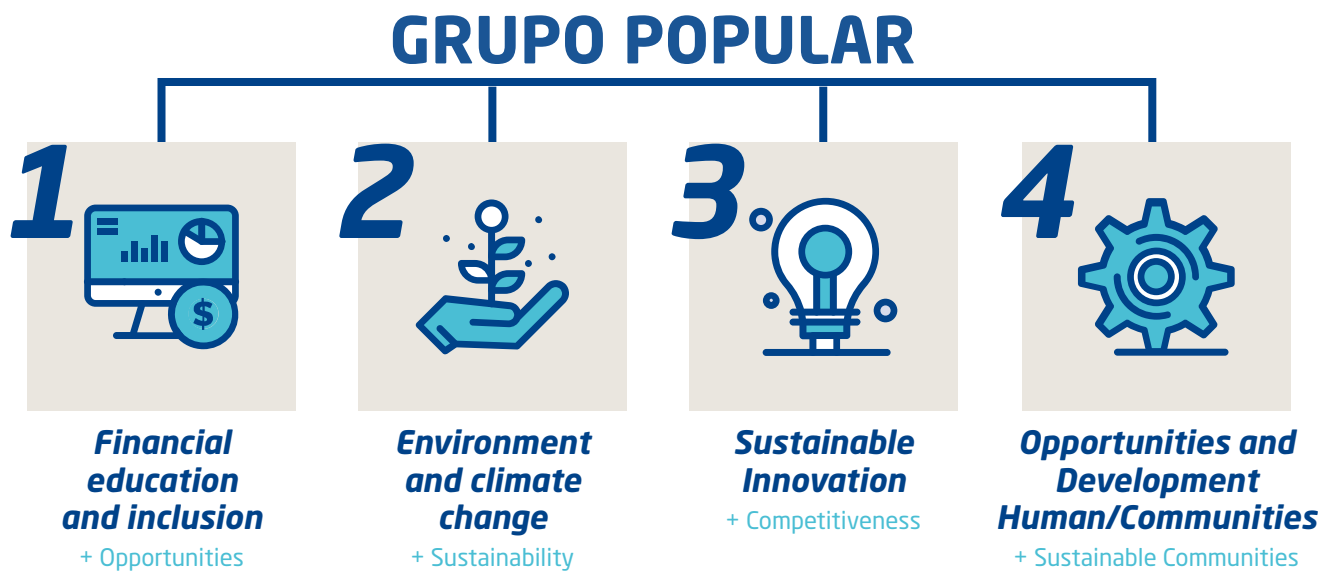 GRUPO POPULAR
1
Financial
education
and inclusion
+ Opportunities
$
2
Environment
and climate
change
+ Sustainability
3
Sustainable
Innovation
+ Competitiveness
4
Opportunities and
Development
Human/Communities
+ Sustainable Communities